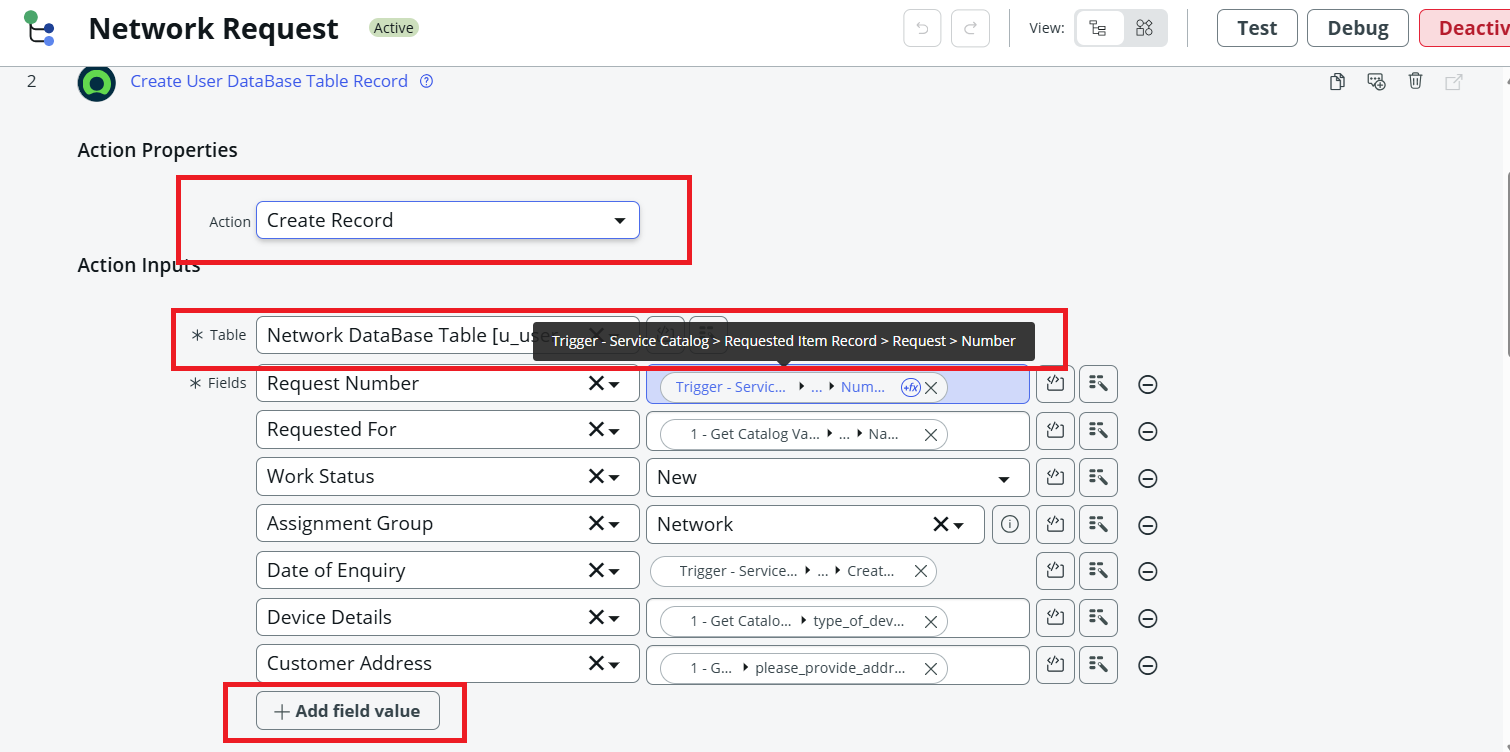 Network Request Active View: Test Debug Deactiv
2 Create User DataBase Table Record
Action Properties
Action Create Record
Action Inputs
Table Network DataBase Table [u_use
Trigger - Service Catalog > Requested Item Record > Request > Number
Fields Request Number Trigger - Servic... ... Num... +fx
Requested For 1 - Get Catalog Va... ... Na...
Work Status New
Assignment Group Network
Date of Enquiry Trigger - Service... ... Creat...
Device Details 1 - Get Catalo... type_of_dev...
Customer Address 1 - G... please_provide_addr...
+ Add field value